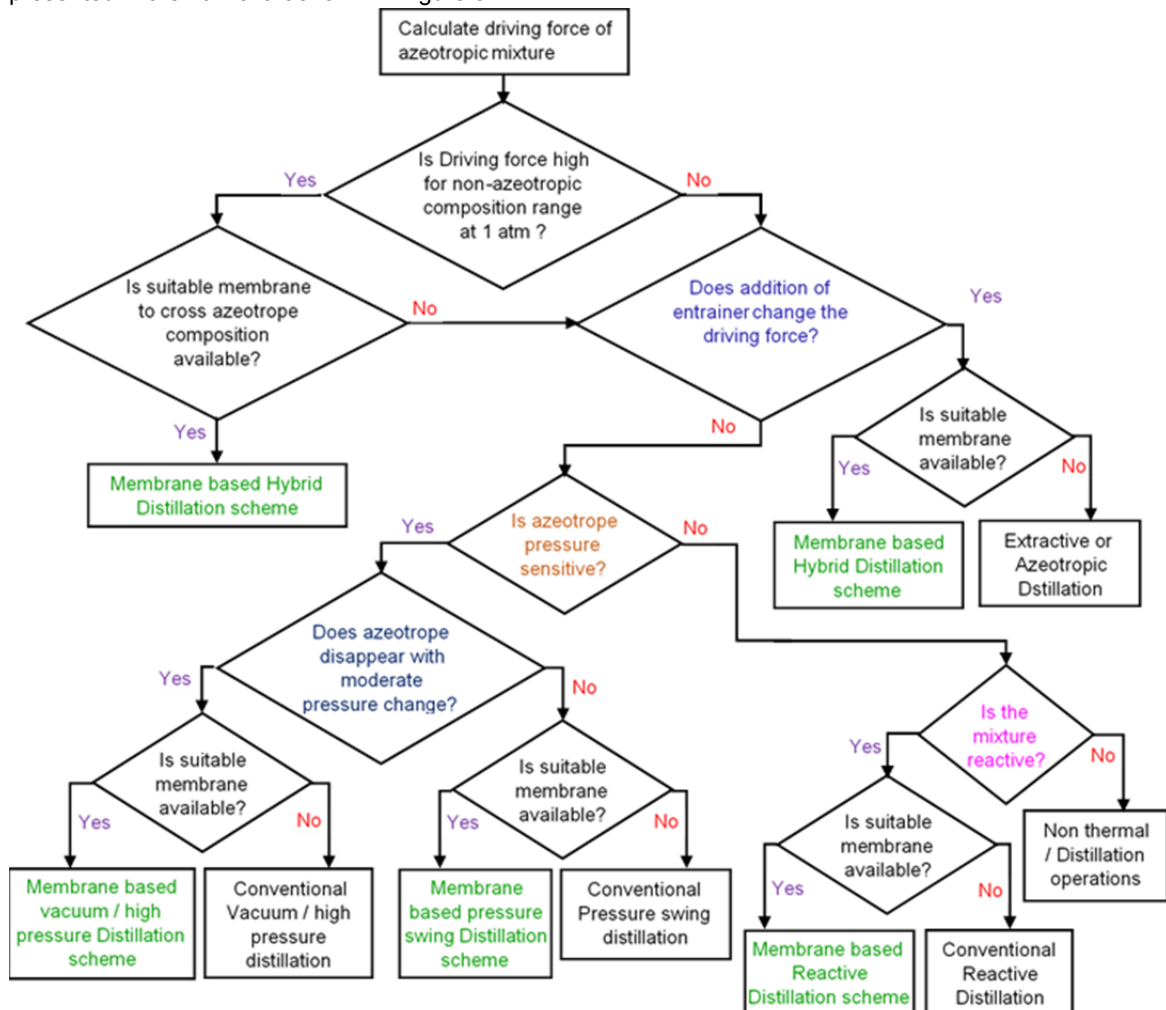 Calculate driving force of
azeotropic mixture
Is Driving force high
for non-azeotropic
composition range
at 1 atm ?
Yes
No
Is suitable membrane
to cross azeotrope
composition
available?
No
Does addition of
entrainer change the
driving force?
Yes
Yes
Membrane based Hybrid
Distillation scheme
No
Is suitable
membrane
available?
Yes
No
Membrane based
Hybrid Distillation
scheme
Extractive or
Azeotropic
Dstillation
Is azeotrope
pressure
sensitive?
Yes
No
Does azeotrope
disappear with
moderate
pressure change?
Yes
No
Is the
mixture
reactive?
Yes
No
Is suitable
membrane
available?
Yes
No
Is suitable
membrane
available?
Yes
No
Is suitable
membrane
available?
Yes
No
Non thermal
/ Distillation
operations
Membrane based
vacuum / high
pressure Distillation
scheme
Conventional
Vacuum / high
pressure
distillation
Membrane
based pressure
swing Distillation
scheme
Conventional
Pressure swing
distillation
Membrane based
Reactive
Distillation scheme
Conventional
Reactive
Distillation